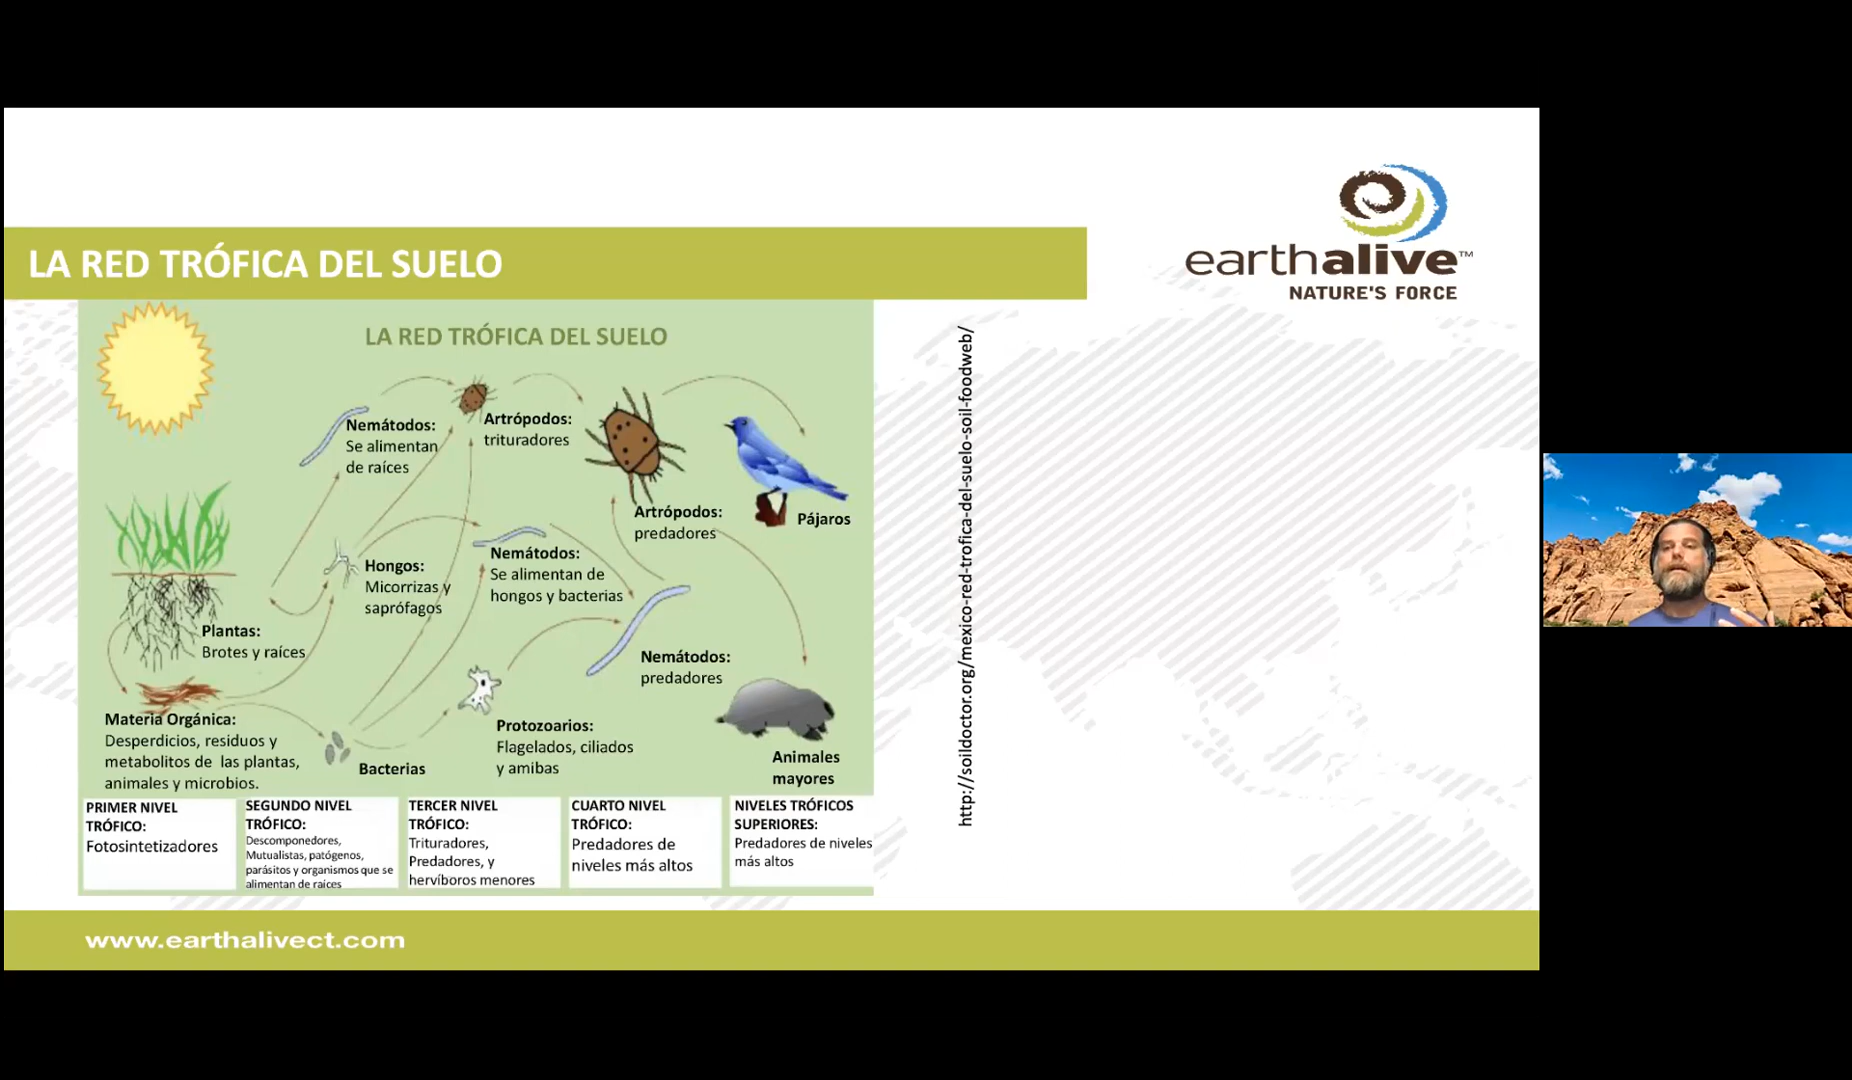 earthalive™
NATURE'S FORCE
LA RED TRÓFICA DEL SUELO
LA RED TRÓFICA DEL SUELO
Nemátodos:
Se alimentan
de raíces
Artrópodos:
trituradores
Artrópodos:
predadores
Pájaros
Hongos:
Micorrizas y
saprófagos
Nemátodos:
Se alimentan de
hongos y bacterias
Plantas:
Brotes y raíces
Nemátodos:
predadores
Materia Orgánica:
Desperdicios, residuos y
metabolitos de las plantas,
animales y microbios.
Bacterias
Protozoarios:
Flagelados, ciliados
y amibas
Animales
mayores
PRIMER NIVEL
TRÓFICO:
Fotosintetizadores
SEGUNDO NIVEL
TRÓFICO:
Descomponedores,
Mutualistas, patógenos,
parásitos y organismos que se
alimentan de raíces
TERCER NIVEL
TRÓFICO:
Trituradores,
Predadores, y
hervíboros menores
CUARTO NIVEL
TRÓFICO:
Predadores de
niveles más altos
NIVELES TRÓFICOS
SUPERIORES:
Predadores de niveles
más altos
http://soildoctor.org/mexico-red-trofica-del-suelo-soil-foodweb/
www.earthalivect.com